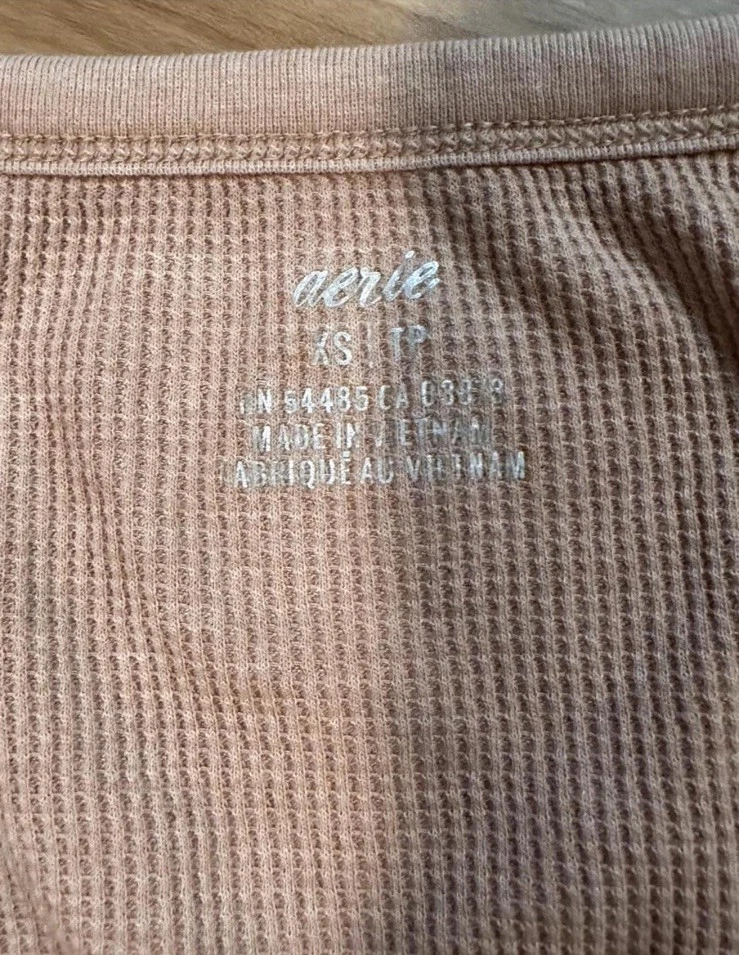 aerie
XS | TP
RN 54485 CA
MADE IN VIETNAM
FABRIQUÉ AU VIETNAM